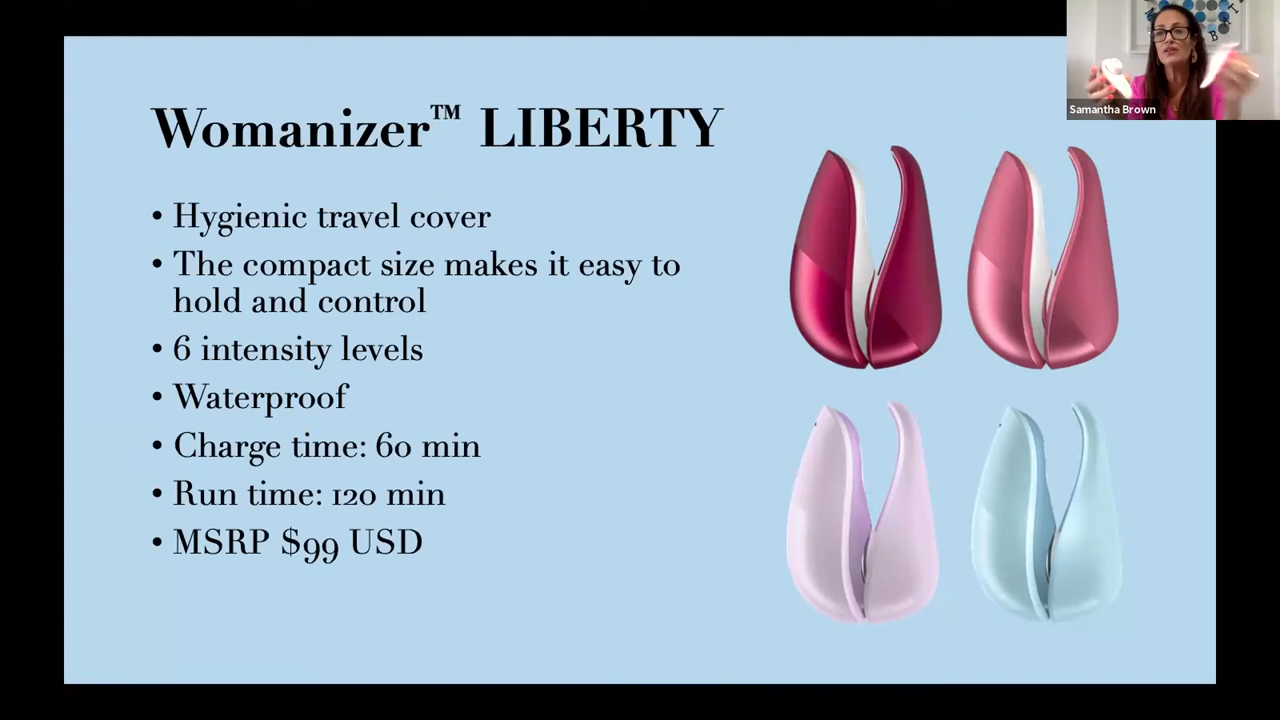 Womanizer™ LIBERTY
• Hygienic travel cover
• The compact size makes it easy to
hold and control
• 6 intensity levels
• Waterproof
• Charge time: 60 min
• Run time: 120 min
• MSRP $99 USD
Samantha Brown